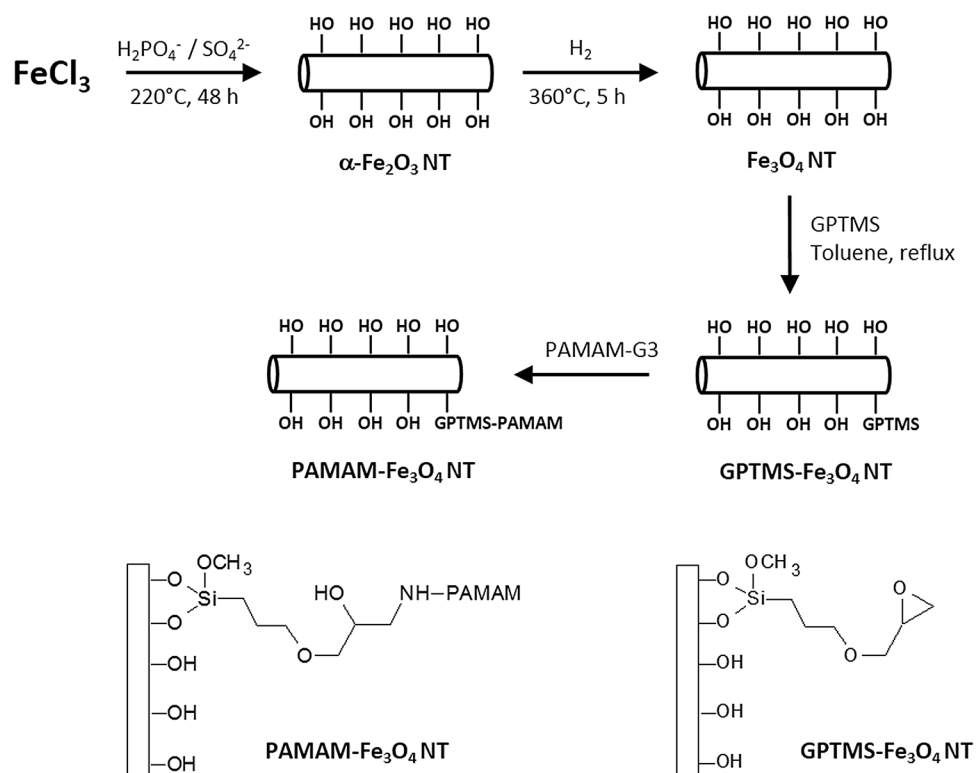 HO HO HO HO HO
HO HO HO HO HO
FeCl₃
H₂PO₄⁻ / SO₄²⁻
220°C, 48 h
H₂
360°C, 5 h
OH OH OH OH OH
OH OH OH OH OH
α-Fe₂O₃ NT
Fe₃O₄ NT
GPTMS
Toluene, reflux
HO HO HO HO HO
HO HO HO HO HO
PAMAM-G3
OH OH OH OH GPTMS-PAMAM
OH OH OH OH GPTMS
PAMAM-Fe₃O₄ NT
GPTMS-Fe₃O₄ NT
OCH₃
O
Si
HO
NH–PAMAM
O
O
OH
OH
OH
PAMAM-Fe₃O₄ NT
OCH₃
O
Si
O
O
O
OH
OH
OH
GPTMS-Fe₃O₄ NT